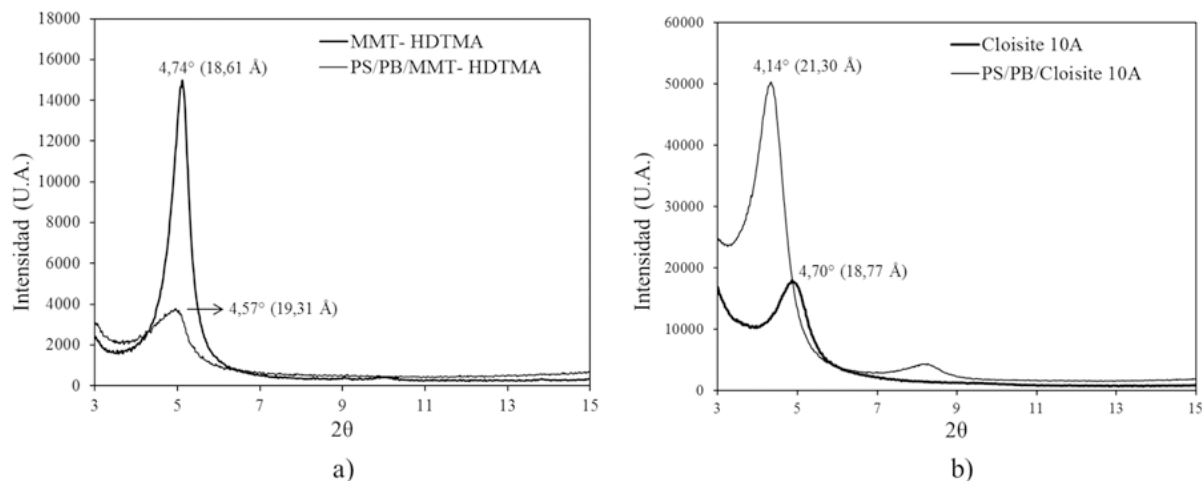 18000
16000
14000
12000
10000
8000
6000
4000
2000
0
Intensidad (U.A.)
MMT- HDTMA
PS/PB/MMT- HDTMA
4,74° (18,61 Å)
4,57° (19,31 Å)
3 5 7 9 11 13 15
2θ
a)
60000
50000
40000
30000
20000
10000
0
Intensidad (U.A.)
Cloisite 10A
PS/PB/Cloisite 10A
4,14° (21,30 Å)
4,70° (18,77 Å)
3 5 7 9 11 13 15
2θ
b)